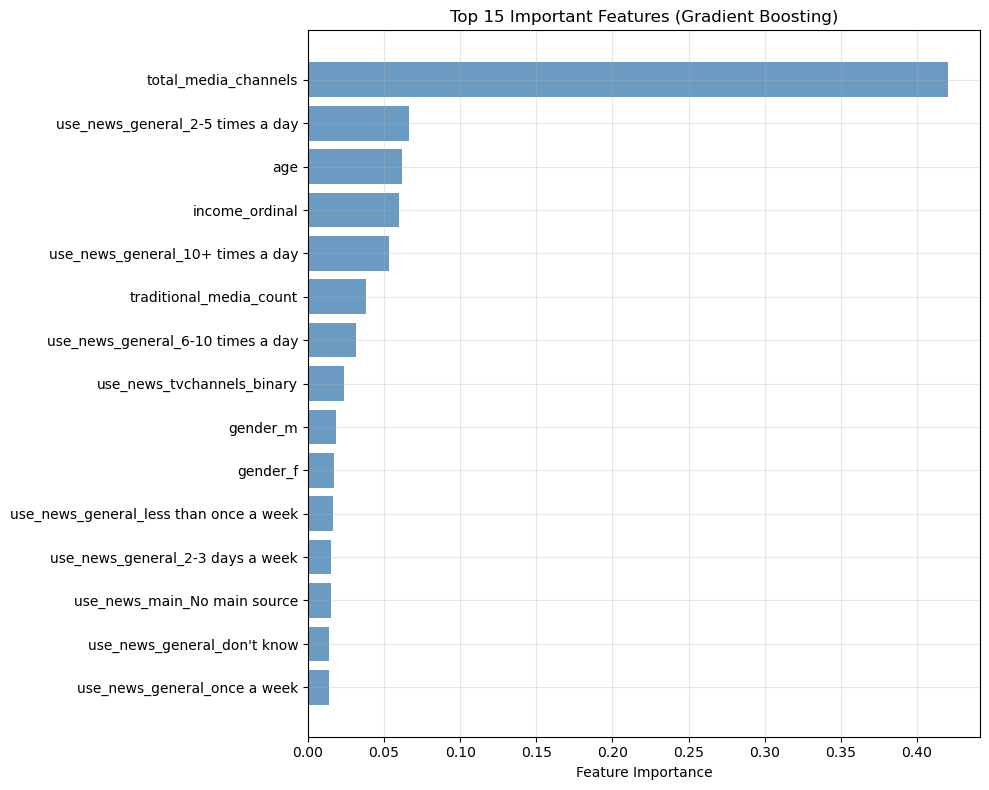 Top 15 Important Features (Gradient Boosting)
total_media_channels
use_news_general_2-5 times a day
age
income_ordinal
use_news_general_10+ times a day
traditional_media_count
use_news_general_6-10 times a day
use_news_tvchannels_binary
gender_m
gender_f
use_news_general_less than once a week
use_news_general_2-3 days a week
use_news_main_No main source
use_news_general_don't know
use_news_general_once a week
0.00 0.05 0.10 0.15 0.20 0.25 0.30 0.35 0.40
Feature Importance